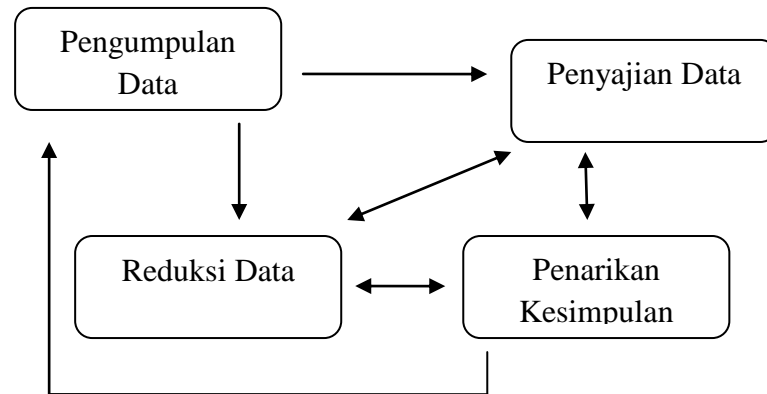 Pengumpulan
Data
Penyajian Data
Reduksi Data
Penarikan
Kesimpulan